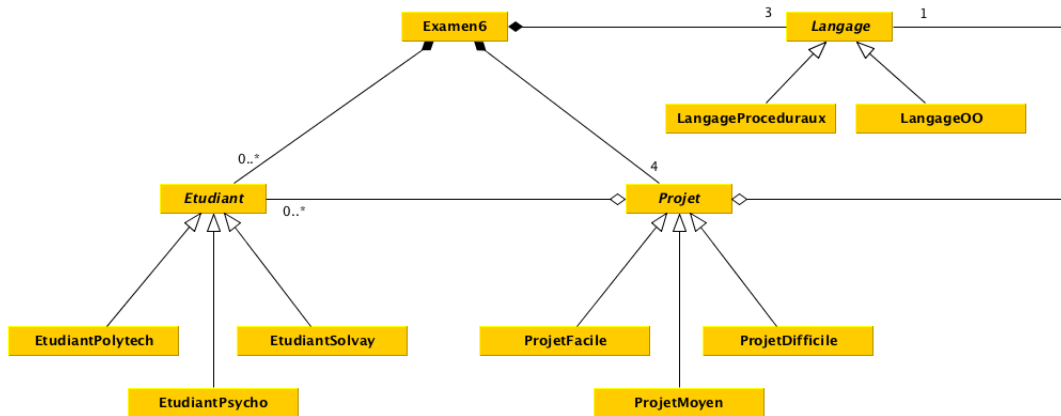 Examen6
3
Langage
1
LangageProceduraux
LangageOO
0..*
4
Etudiant
0..*
Projet
EtudiantPolytech
EtudiantSolvay
ProjetFacile
ProjetDifficile
EtudiantPsycho
ProjetMoyen